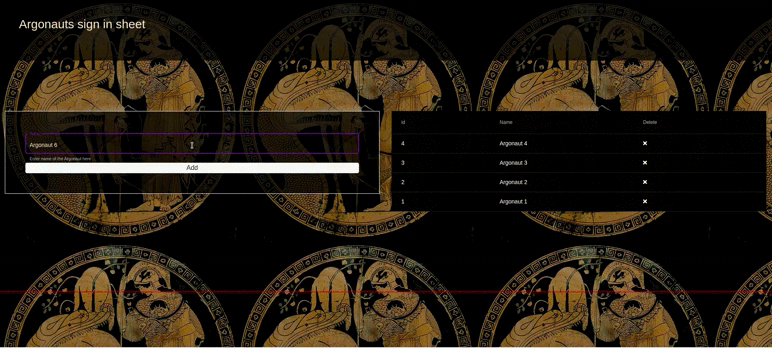 Argonauts sign in sheet
Argonaut 6
Enter name of the Argonaut here
Add
id Name Delete
4 Argonaut 4 ×
3 Argonaut 3 ×
2 Argonaut 2 ×
1 Argonaut 1 ×